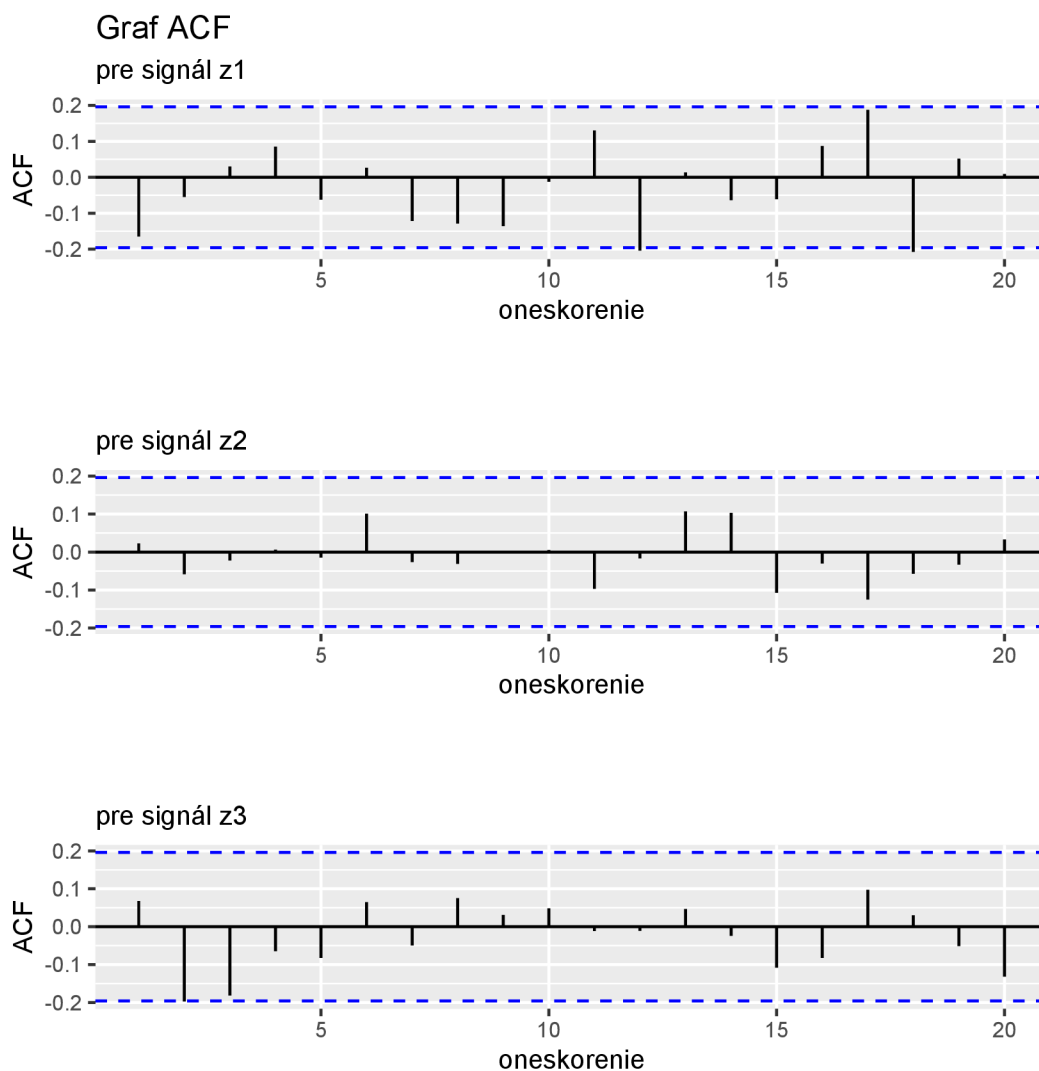 Graf ACF
pre signál z1
ACF
0.2
0.1
0.0
-0.1
-0.2
5 10 15 20
oneskorenie
pre signál z2
ACF
0.2
0.1
0.0
-0.1
-0.2
5 10 15 20
oneskorenie
pre signál z3
ACF
0.2
0.1
0.0
-0.1
-0.2
5 10 15 20
oneskorenie